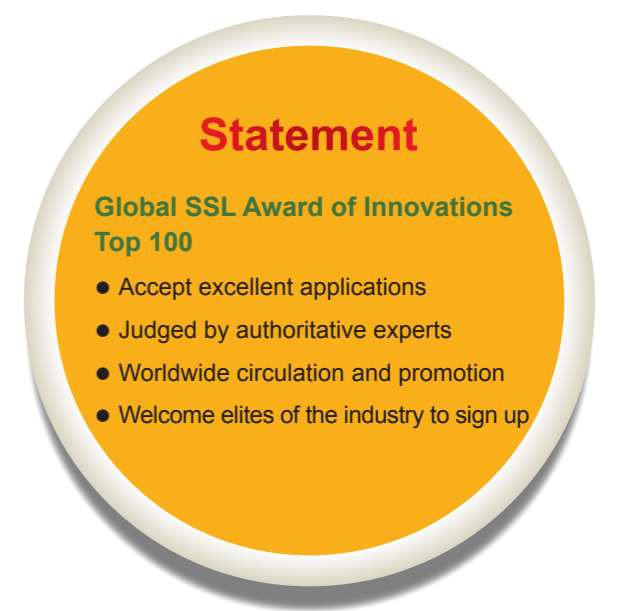 Statement
Global SSL Award of Innovations
Top 100
● Accept excellent applications
● Judged by authoritative experts
● Worldwide circulation and promotion
● Welcome elites of the industry to sign up